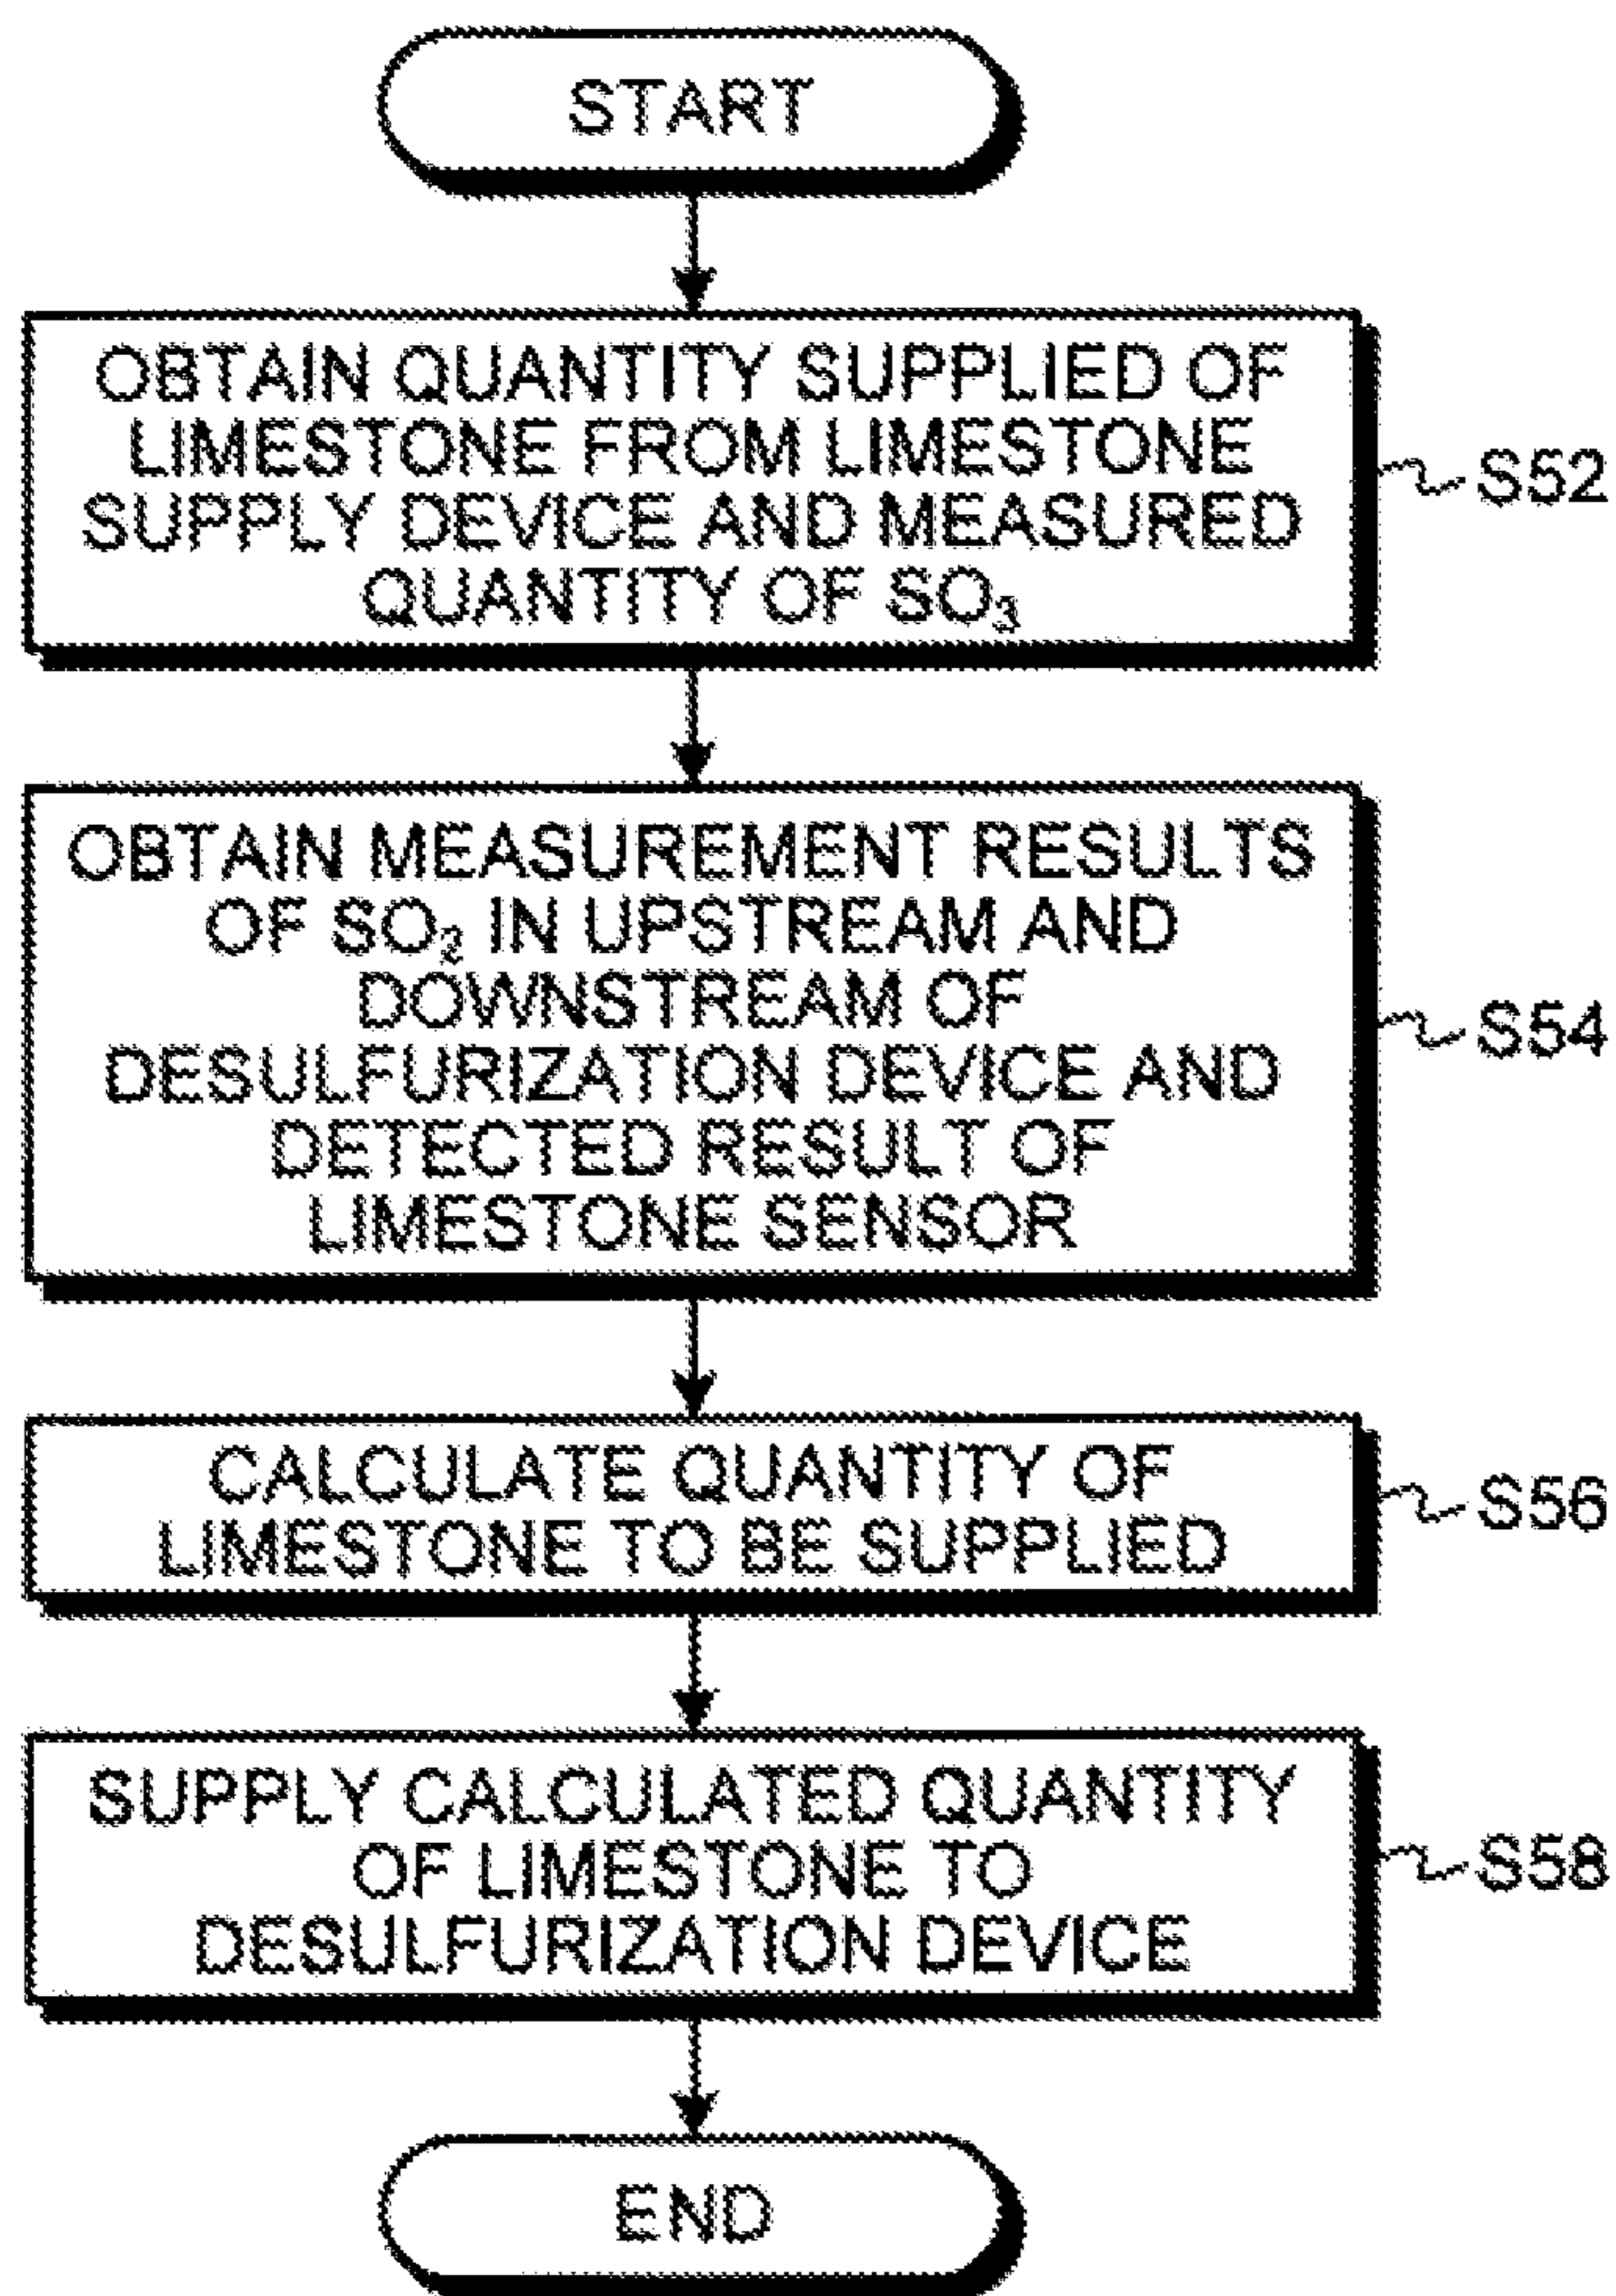 START
OBTAIN QUANTITY SUPPLIED OF
LIMESTONE FROM LIMESTONE
SUPPLY DEVICE AND MEASURED
QUANTITY OF SO₃
S52
OBTAIN MEASUREMENT RESULTS
OF SO₂ IN UPSTREAM AND
DOWNSTREAM OF
DESULFURIZATION DEVICE AND
DETECTED RESULT OF
LIMESTONE SENSOR
S54
CALCULATE QUANTITY OF
LIMESTONE TO BE SUPPLIED
S56
SUPPLY CALCULATED QUANTITY
OF LIMESTONE TO
DESULFURIZATION DEVICE
S58
END